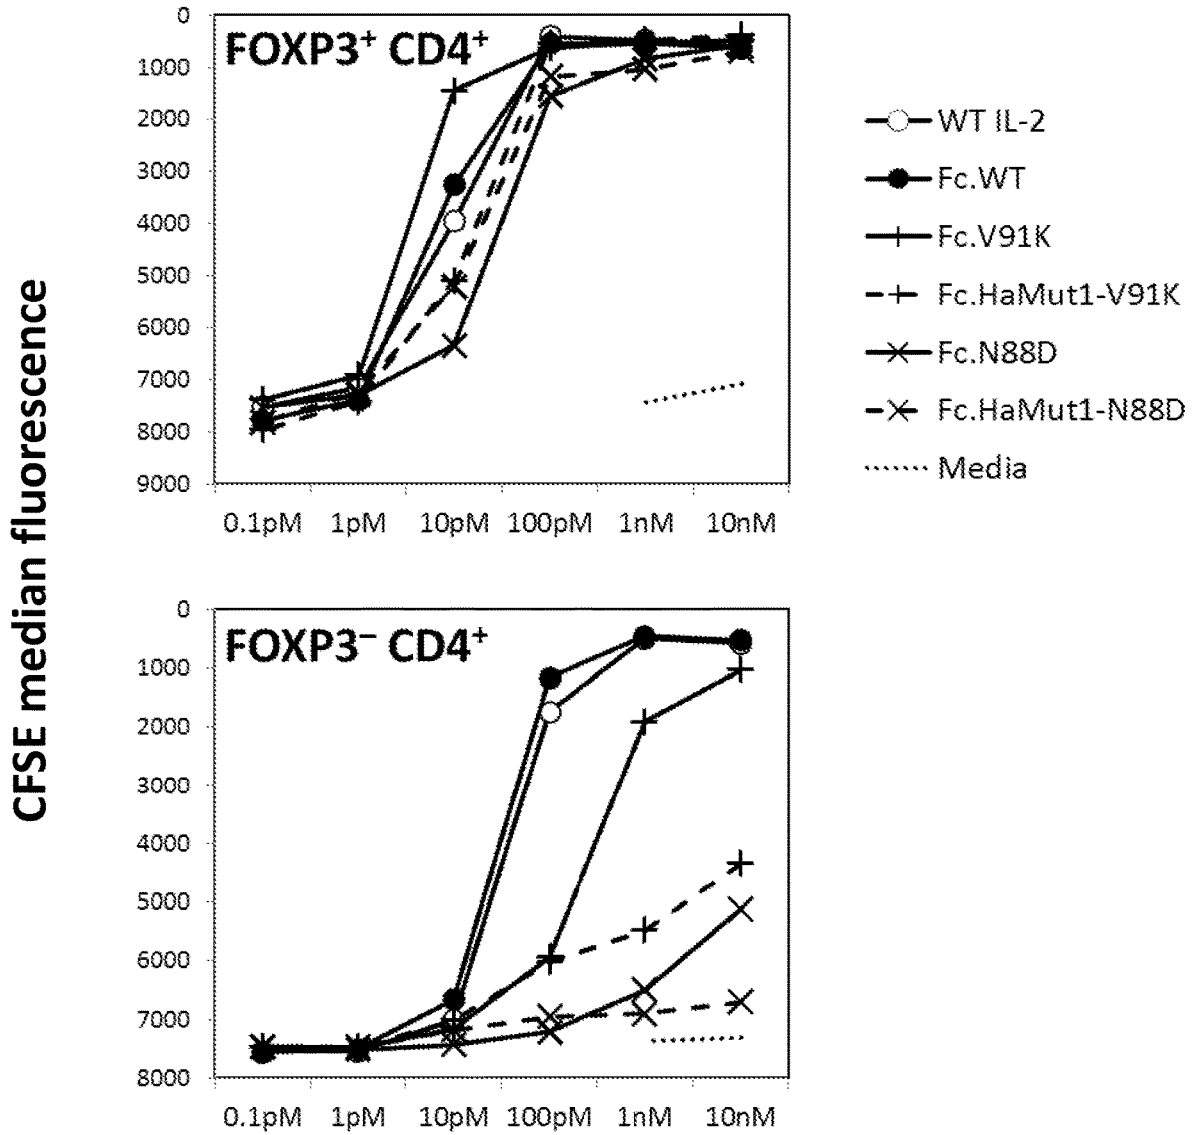 CFSE median fluorescence
FOXP3⁺ CD4⁺
0
1000
2000
3000
4000
5000
6000
7000
8000
9000
0.1pM 1pM 10pM 100pM 1nM 10nM
WT IL-2
Fc.WT
Fc.V91K
Fc.HaMut1-V91K
Fc.N88D
Fc.HaMut1-N88D
Media
FOXP3⁻ CD4⁺
0
1000
2000
3000
4000
5000
6000
7000
8000
0.1pM 1pM 10pM 100pM 1nM 10nM